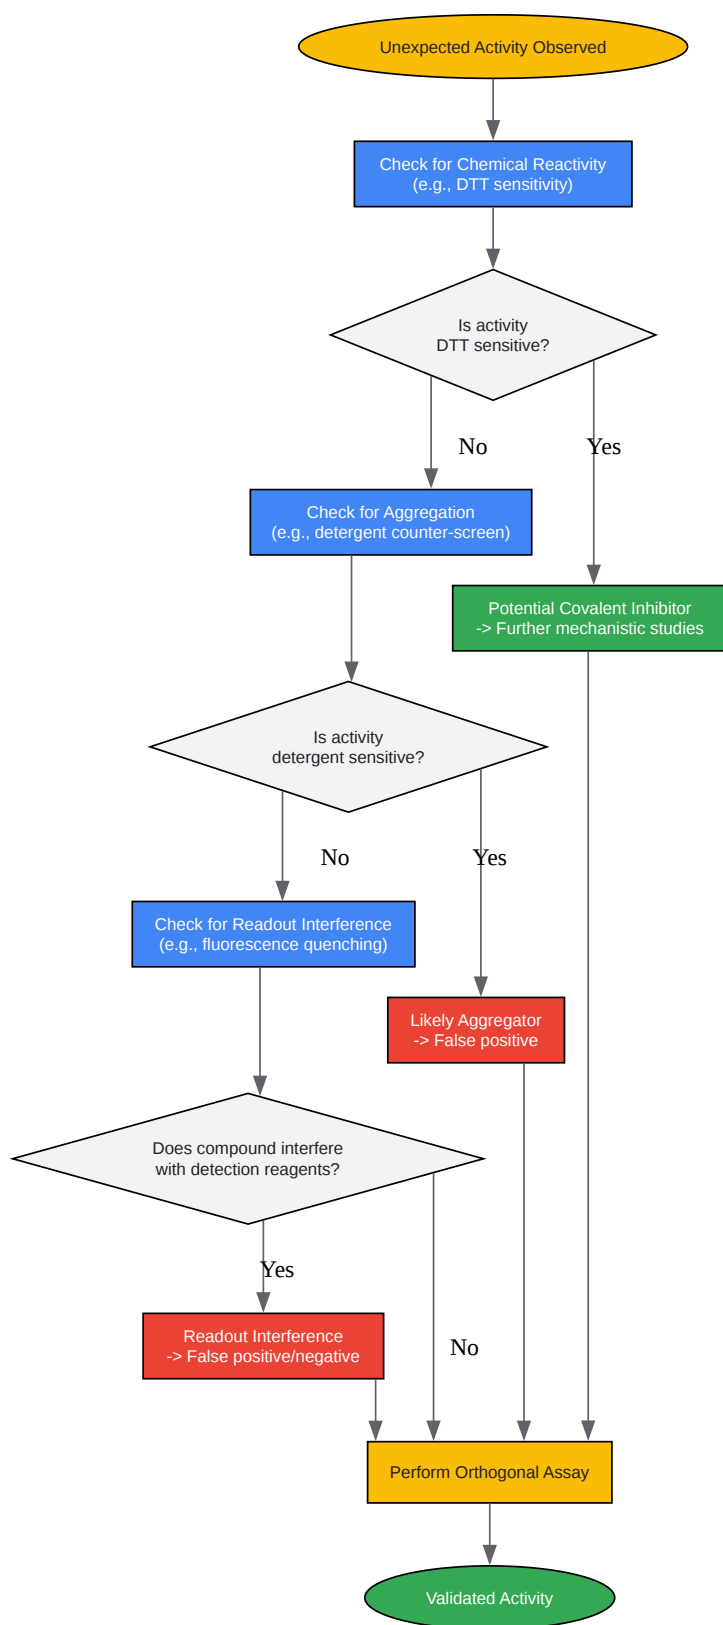 Unexpected Activity Observed
Check for Chemical Reactivity
(e.g., DTT sensitivity)
Is activity
DTT sensitive?
No
Yes
Check for Aggregation
(e.g., detergent counter-screen)
Potential Covalent Inhibitor
-> Further mechanistic studies
Is activity
detergent sensitive?
No
Yes
Check for Readout Interference
(e.g., fluorescence quenching)
Likely Aggregator
-> False positive
Does compound interfere
with detection reagents?
Yes
Readout Interference
-> False positive/negative
No
Perform Orthogonal Assay
Validated Activity